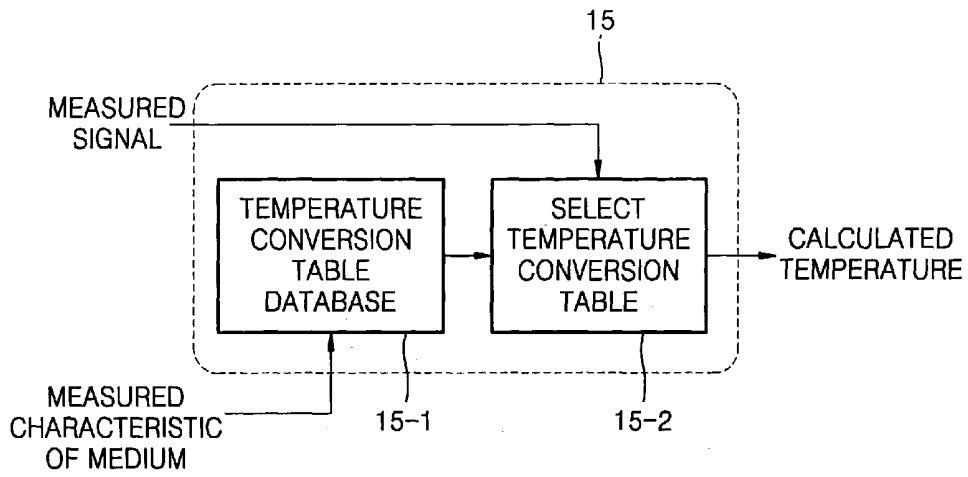 15
MEASURED
SIGNAL
TEMPERATURE
CONVERSION
TABLE
DATABASE
SELECT
TEMPERATURE
CONVERSION
TABLE
CALCULATED
TEMPERATURE
MEASURED
CHARACTERISTIC
OF MEDIUM
15-1
15-2